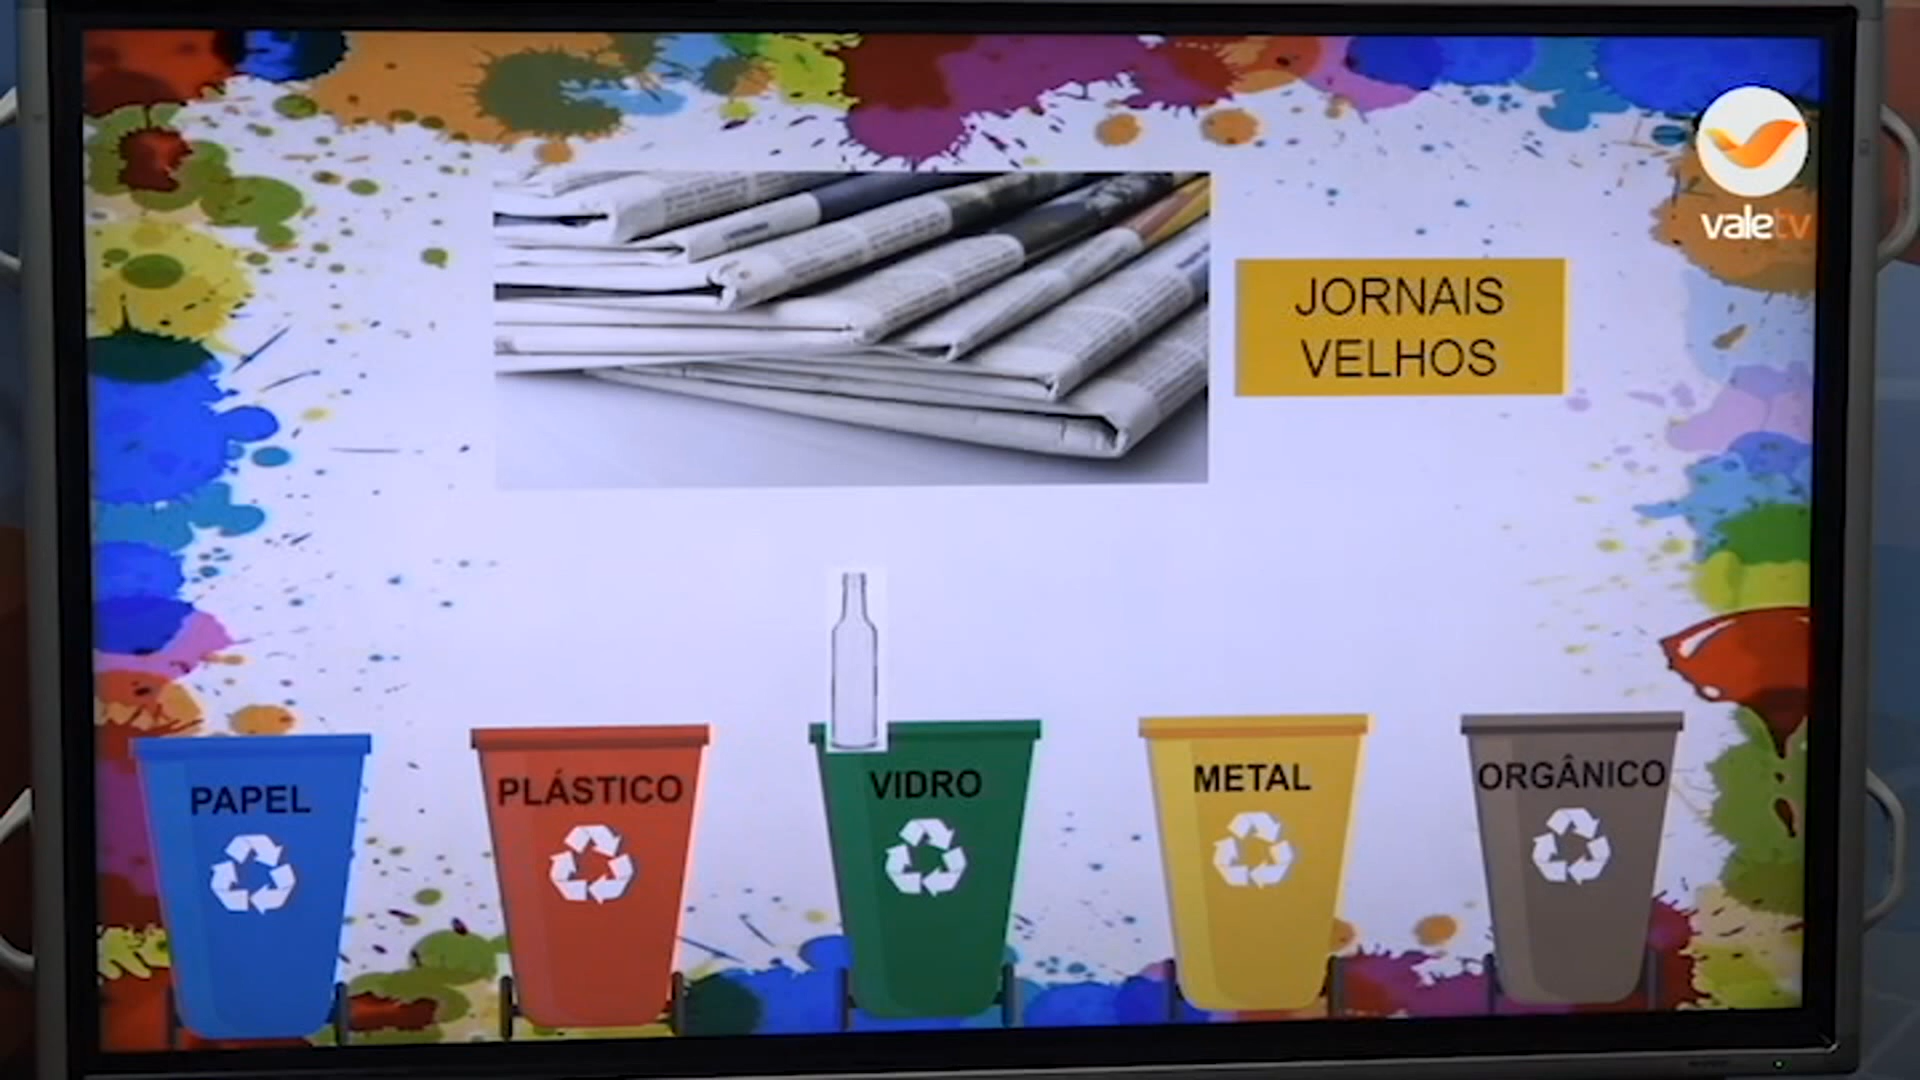 valetv
JORNAIS
VELHOS
PAPEL
PLÁSTICO
VIDRO
METAL
ORGÂNICO